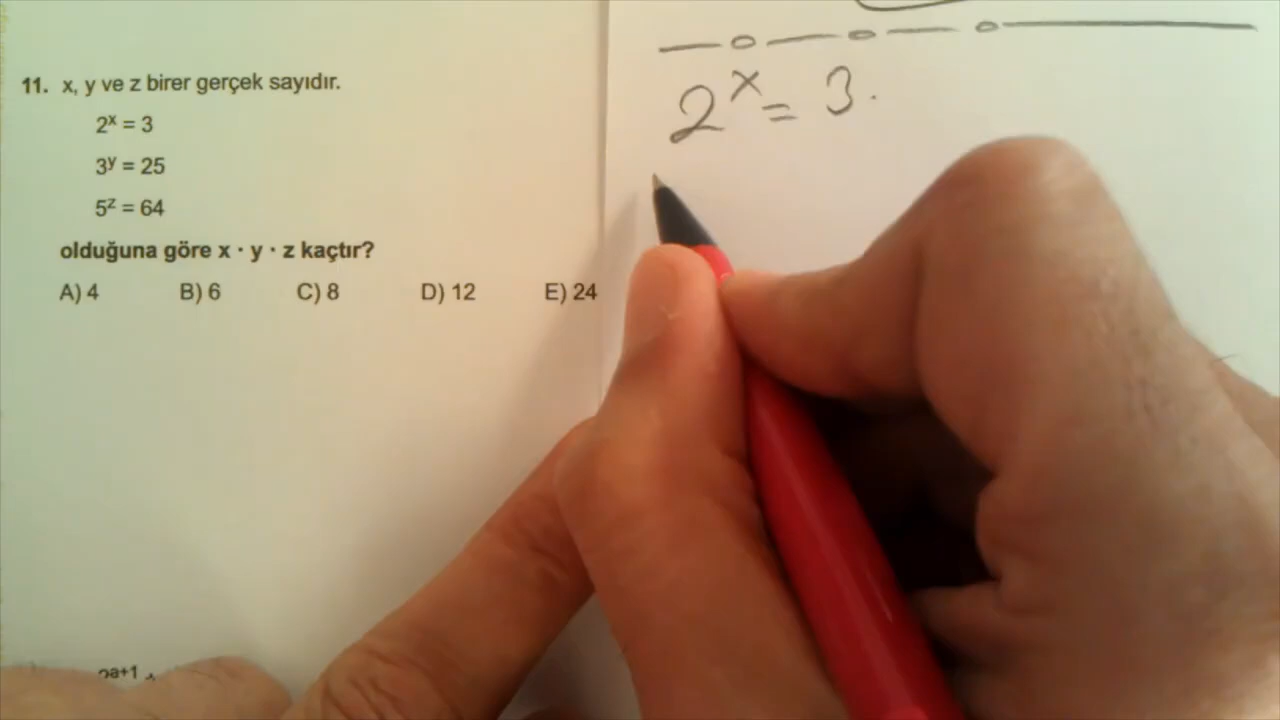 11. x, y ve z birer gerçek sayıdır.
2ˣ = 3
3ʸ = 25
5ᶻ = 64
olduğuna göre x · y · z kaçtır?
A) 4 B) 6 C) 8 D) 12 E) 24
2ˣ = 3.